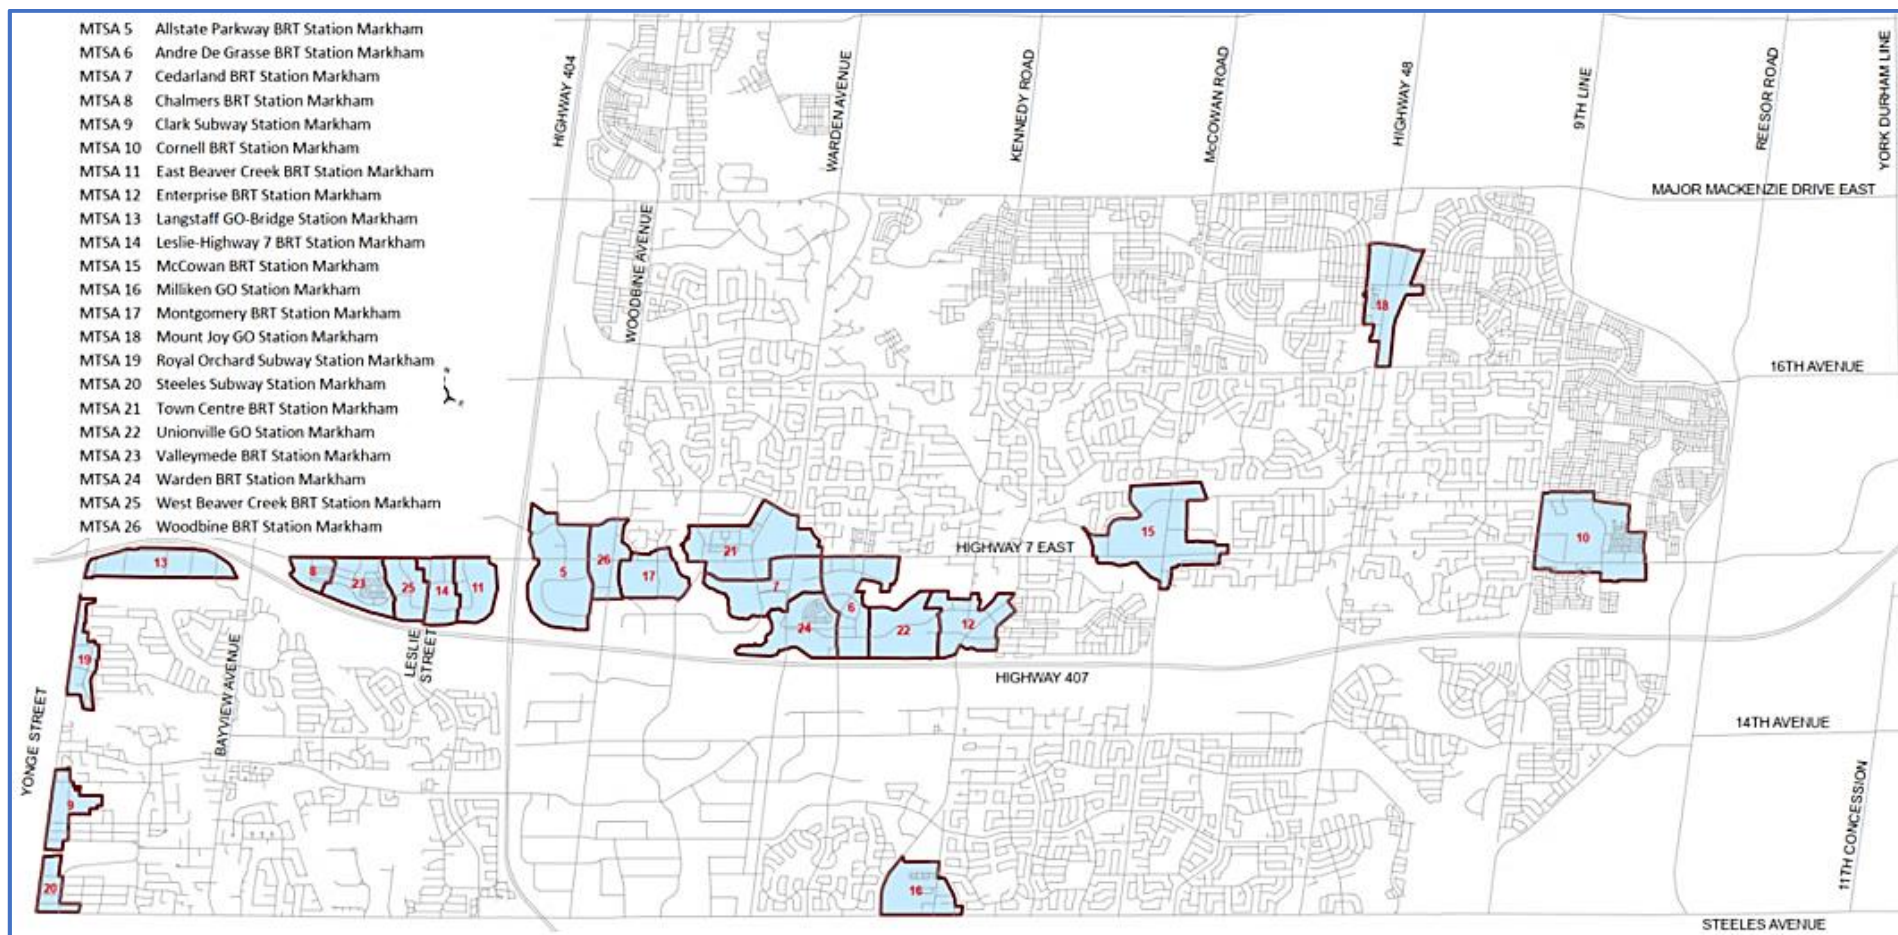 MTSA 5 Allstate Parkway BRT Station Markham
MTSA 6 Andre De Grasse BRT Station Markham
MTSA 7 Cedarland BRT Station Markham
MTSA 8 Chalmers BRT Station Markham
MTSA 9 Clark Subway Station Markham
MTSA 10 Cornell BRT Station Markham
MTSA 11 East Beaver Creek BRT Station Markham
MTSA 12 Enterprise BRT Station Markham
MTSA 13 Langstaff GO-Bridge Station Markham
MTSA 14 Leslie-Highway 7 BRT Station Markham
MTSA 15 McCowan BRT Station Markham
MTSA 16 Milliken GO Station Markham
MTSA 17 Montgomery BRT Station Markham
MTSA 18 Mount Joy GO Station Markham
MTSA 19 Royal Orchard Subway Station Markham
MTSA 20 Steeles Subway Station Markham
MTSA 21 Town Centre BRT Station Markham
MTSA 22 Unionville GO Station Markham
MTSA 23 Valleymede BRT Station Markham
MTSA 24 Warden BRT Station Markham
MTSA 25 West Beaver Creek BRT Station Markham
MTSA 26 Woodbine BRT Station Markham
HIGHWAY 404
WARDEN AVENUE
KENNEDY ROAD
McCOWAN ROAD
HIGHWAY 48
9TH LINE
REESOR ROAD
YORK DURHAM LINE
MAJOR MACKENZIE DRIVE EAST
WOODBINE AVENUE
18
16TH AVENUE
HIGHWAY 7 EAST
13
8
23
25
14
11
5
26
17
21
7
6
24
22
12
15
10
HIGHWAY 407
LESLIE
STREET
BAYVIEW AVENUE
YONGE STREET
19
14TH AVENUE
9
20
16
11TH CONCESSION
STEELES AVENUE